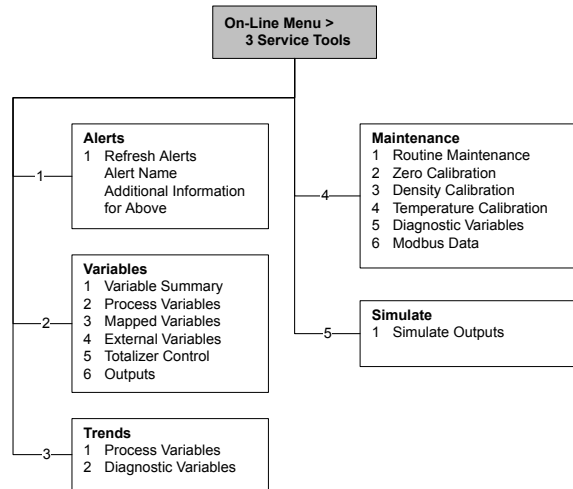 On-Line Menu >
3 Service Tools
1
Alerts
1 Refresh Alerts
Alert Name
Additional Information
for Above
2
Variables
1 Variable Summary
2 Process Variables
3 Mapped Variables
4 External Variables
5 Totalizer Control
6 Outputs
3
Trends
1 Process Variables
2 Diagnostic Variables
4
Maintenance
1 Routine Maintenance
2 Zero Calibration
3 Density Calibration
4 Temperature Calibration
5 Diagnostic Variables
6 Modbus Data
5
Simulate
1 Simulate Outputs